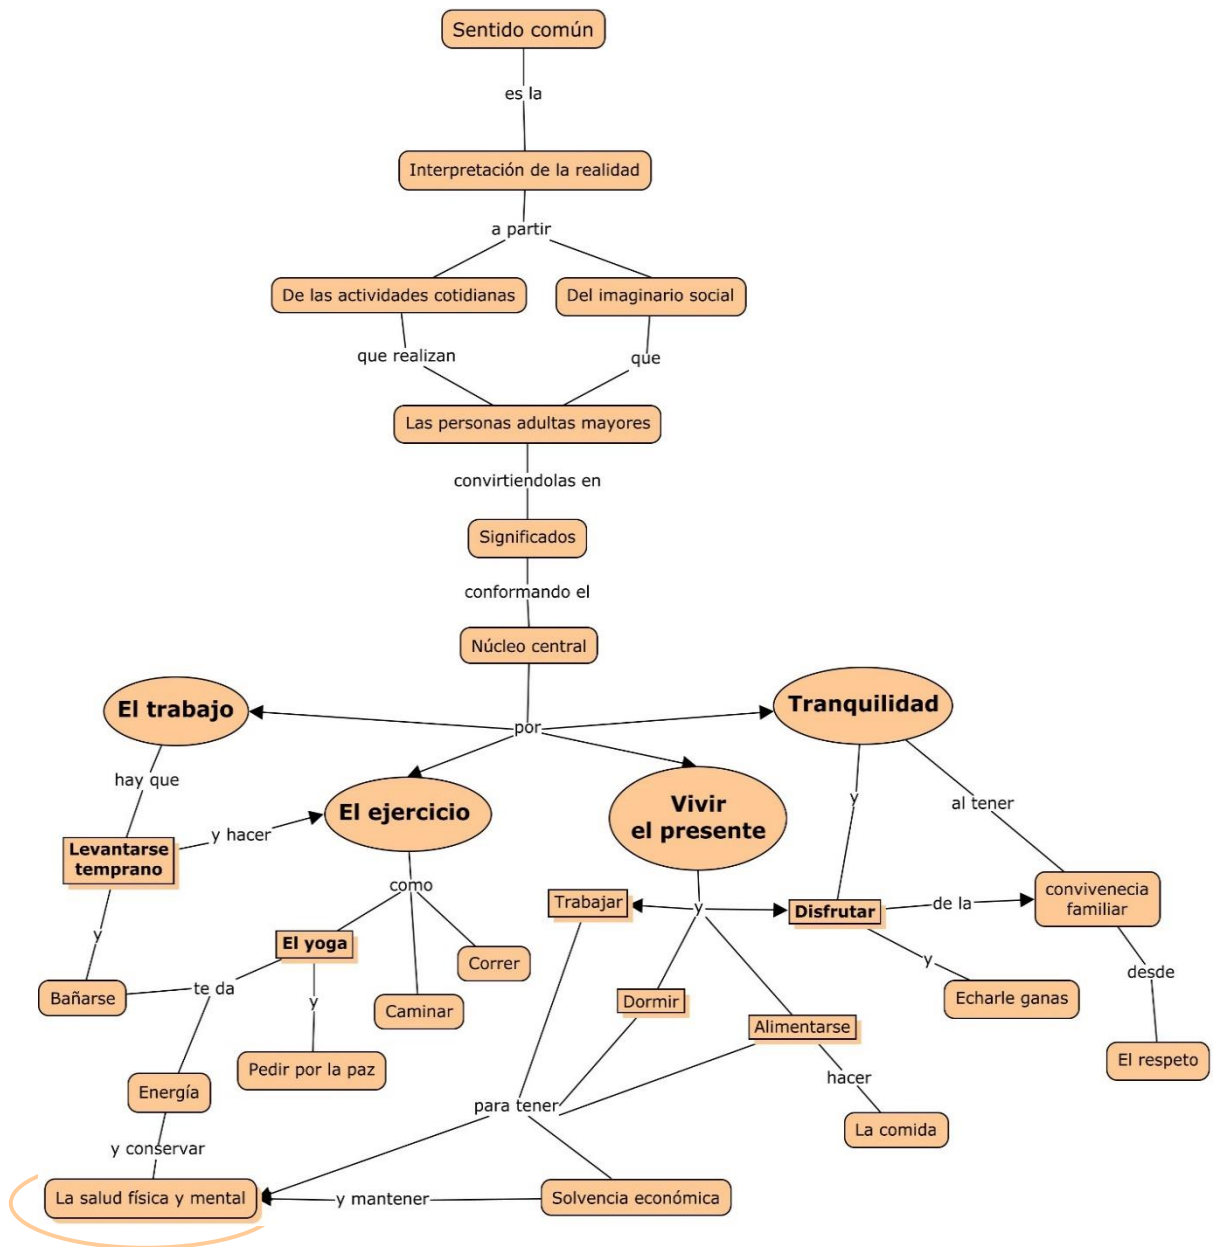 Sentido común
es la
Interpretación de la realidad
a partir
De las actividades cotidianas
Del imaginario social
que realizan
que
Las personas adultas mayores
convirtiendolas en
Significados
conformando el
Núcleo central
por
El trabajo
Tranquilidad
hay que
El ejercicio
Vivir
el presente
y
al tener
Levantarse
temprano
y hacer
como
Trabajar
y
Disfrutar
de la
convivenecia
familiar
y
El yoga
Correr
y
desde
Bañarse
te da
y
Caminar
Dormir
Alimentarse
Echarle ganas
Pedir por la paz
El respeto
Energía
hacer
para tener
La comida
y conservar
La salud física y mental
y mantener
Solvencia económica